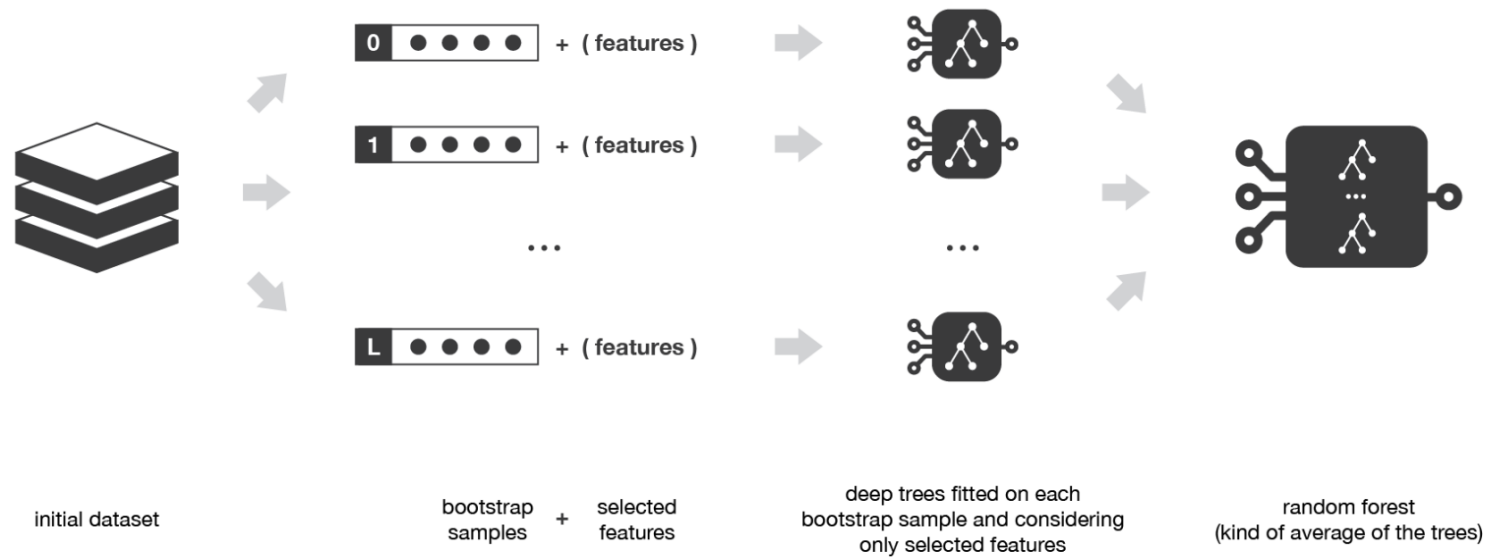 0 + ( features )
1 + ( features )
...
...
L + ( features )
...
initial dataset
bootstrap
samples
+
selected
features
deep trees fitted on each
bootstrap sample and considering
only selected features
random forest
(kind of average of the trees)